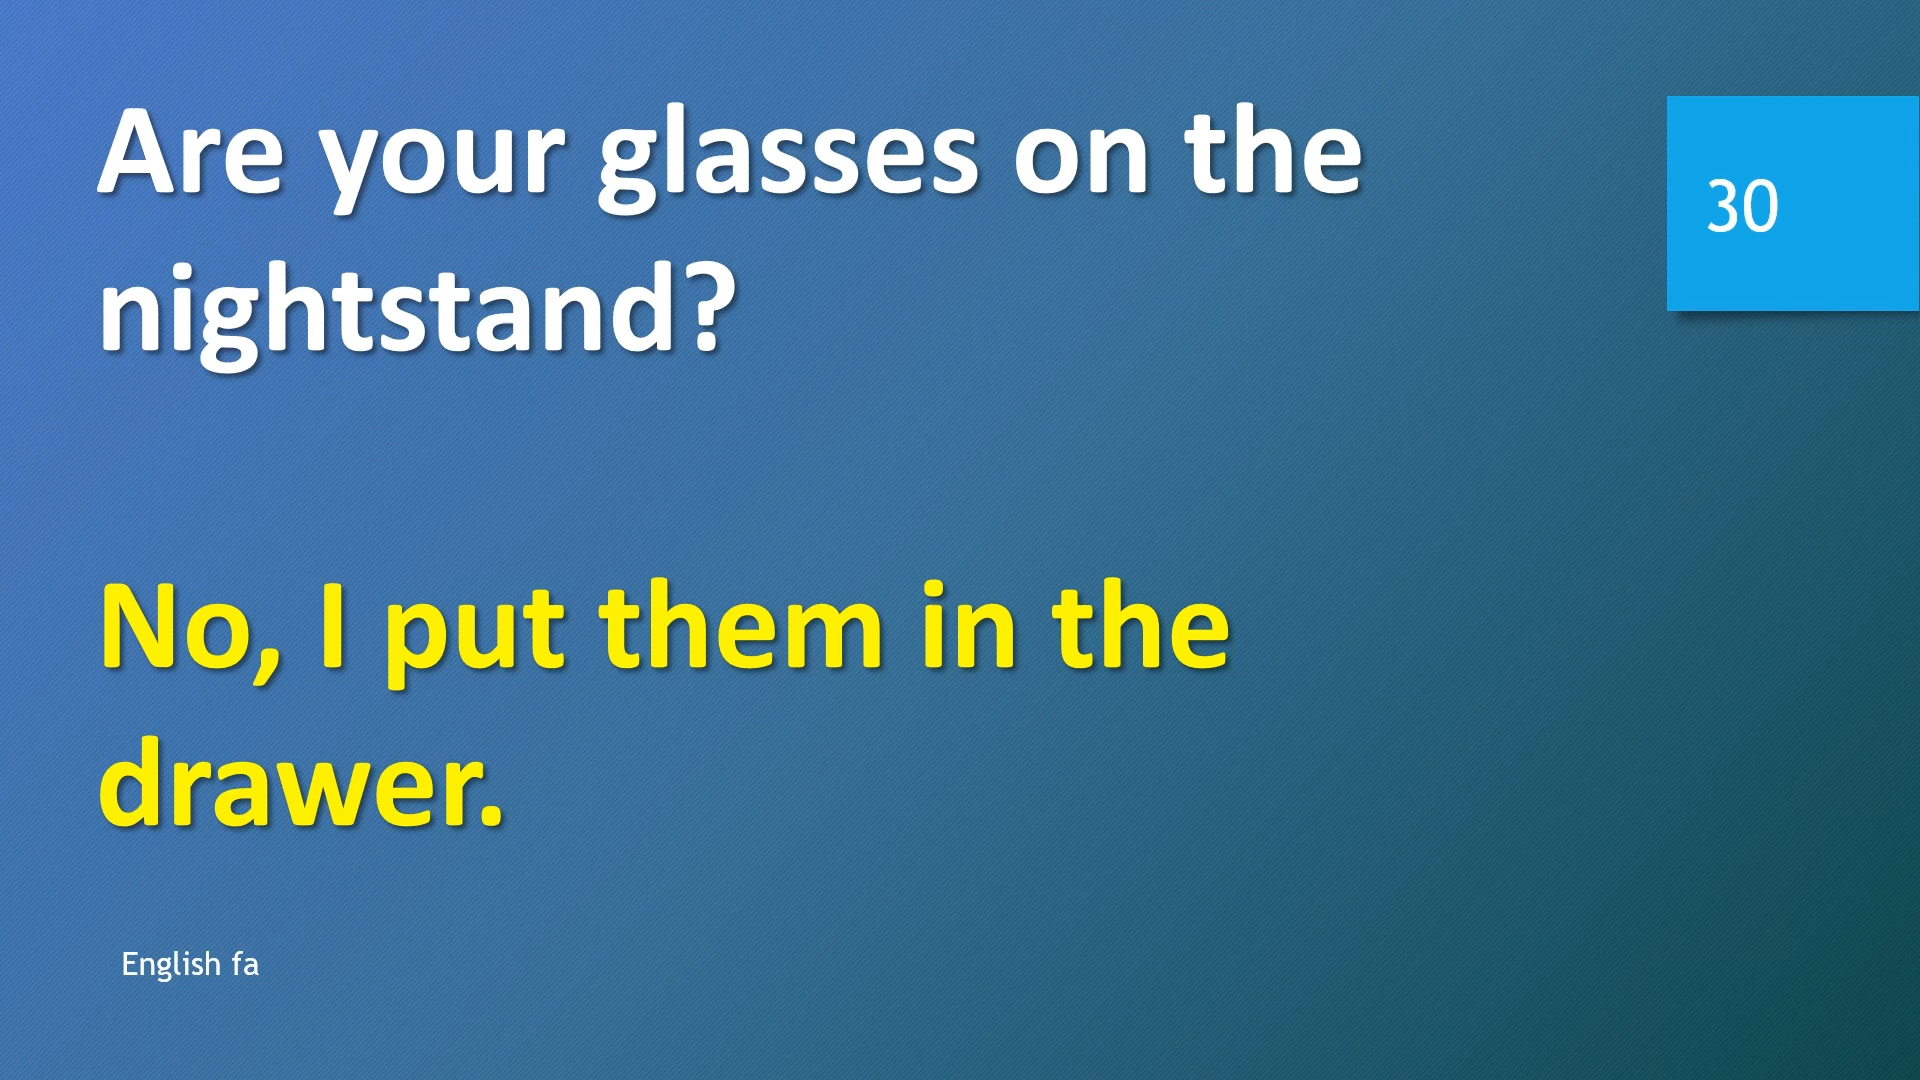 Are your glasses on the
nightstand?
30
No, I put them in the
drawer.
English fa